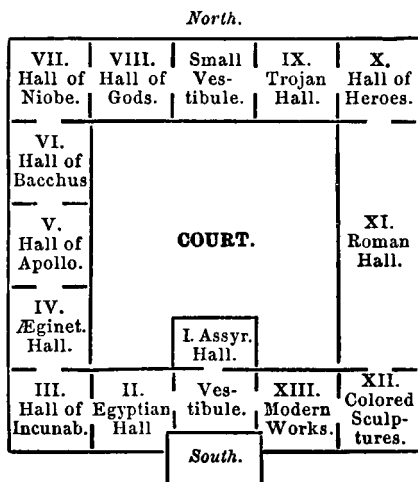 North.
VII.
Hall of
Niobe.
VIII.
Hall of
Gods.
Small
Ves-
tibule.
IX.
Trojan
Hall.
X.
Hall of
Heroes.
VI.
Hall of
Bacchus
V.
Hall of
Apollo.
COURT.
XI.
Roman
Hall.
IV.
Æginet.
Hall.
I. Assyr.
Hall.
III.
Hall of
Incunab.
II.
Egyptian
Hall
Ves-
tibule.
XIII.
Modern
Works.
XII.
Colored
Sculp-
tures.
South.